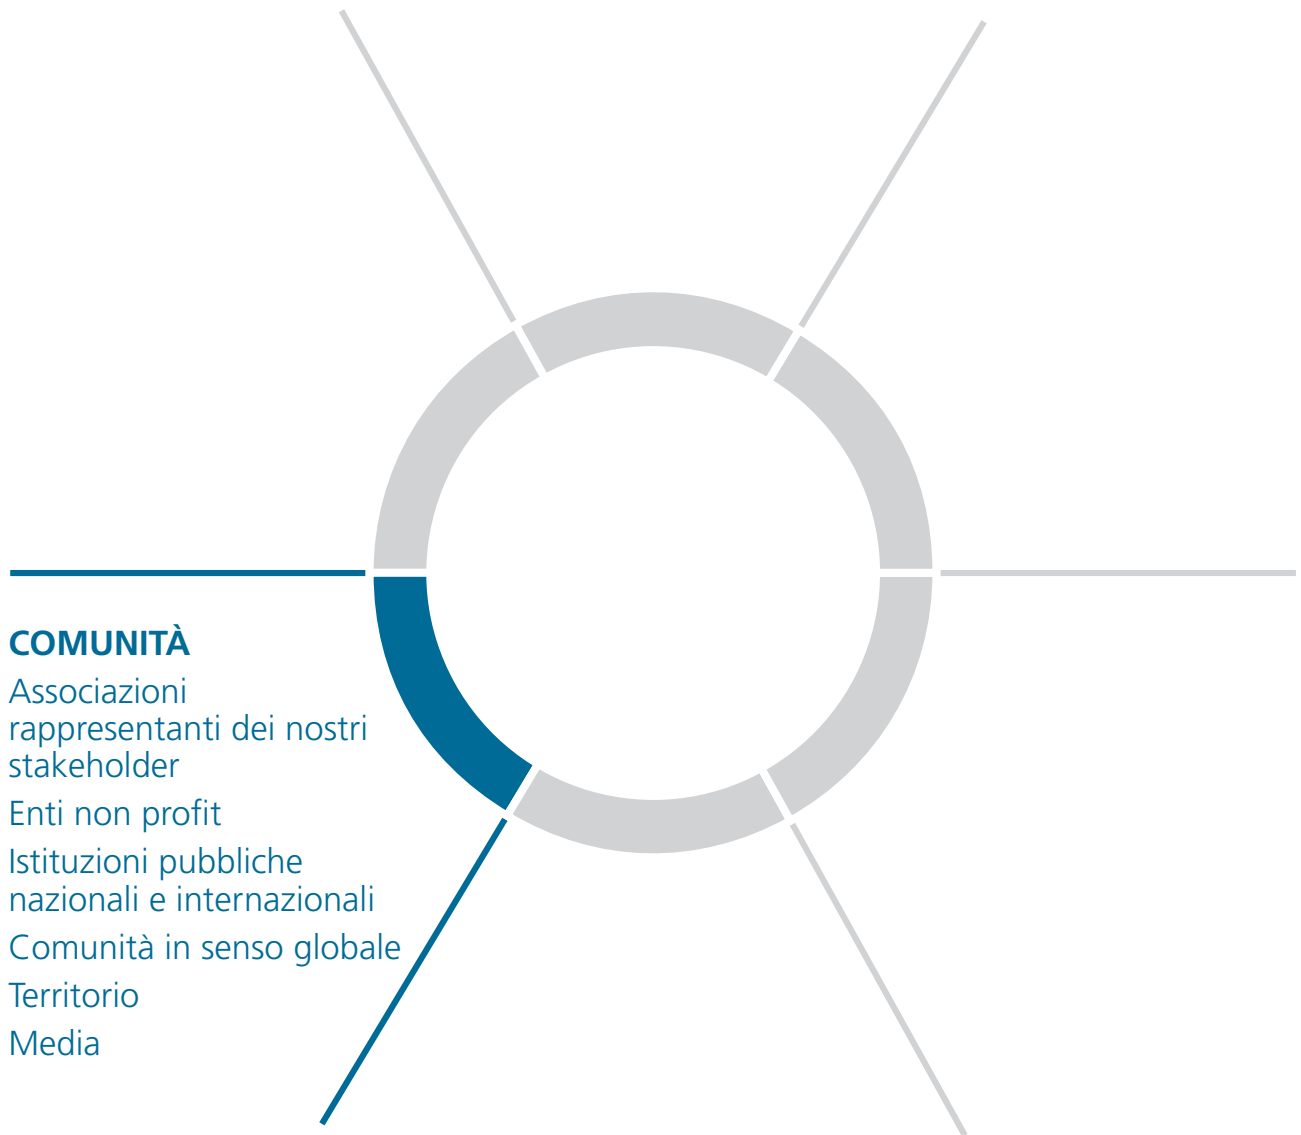 COMUNITÀ
Associazioni
rappresentanti dei nostri
stakeholder
Enti non profit
Istituzioni pubbliche
nazionali e internazionali
Comunità in senso globale
Territorio
Media